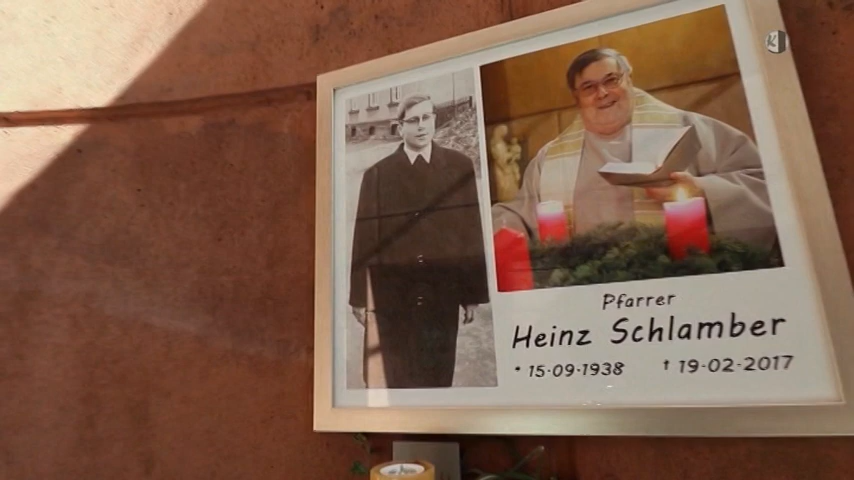 Pfarrer
Heinz Schlamber
* 15-09-1938 † 19-02-2017